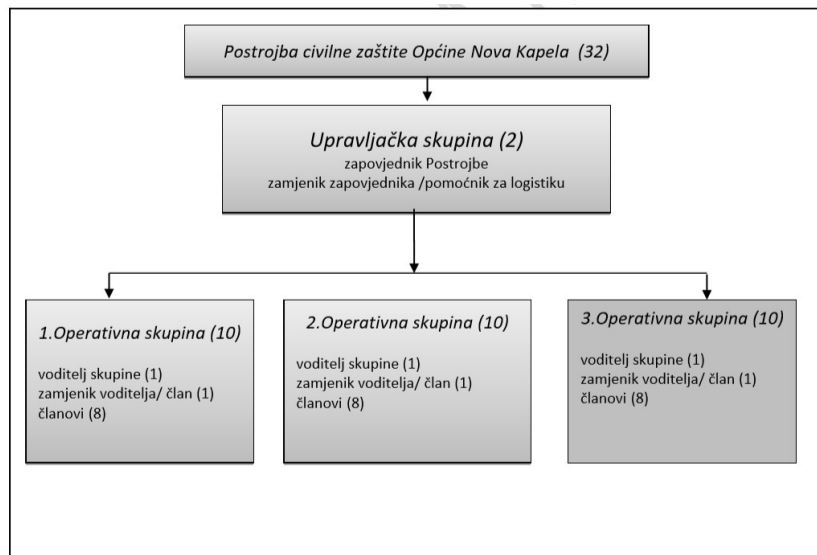 Postrojba civilne zaštite Općine Nova Kapela (32)
Upravljačka skupina (2)
zapovjednik Postrojbe
zamjenik zapovjednika /pomoćnik za logistiku
1.Operativna skupina (10)
voditelj skupine (1)
zamjenik voditelja/ član (1)
članovi (8)
2.Operativna skupina (10)
voditelj skupine (1)
zamjenik voditelja/ član (1)
članovi (8)
3.Operativna skupina (10)
voditelj skupine (1)
zamjenik voditelja/ član (1)
članovi (8)